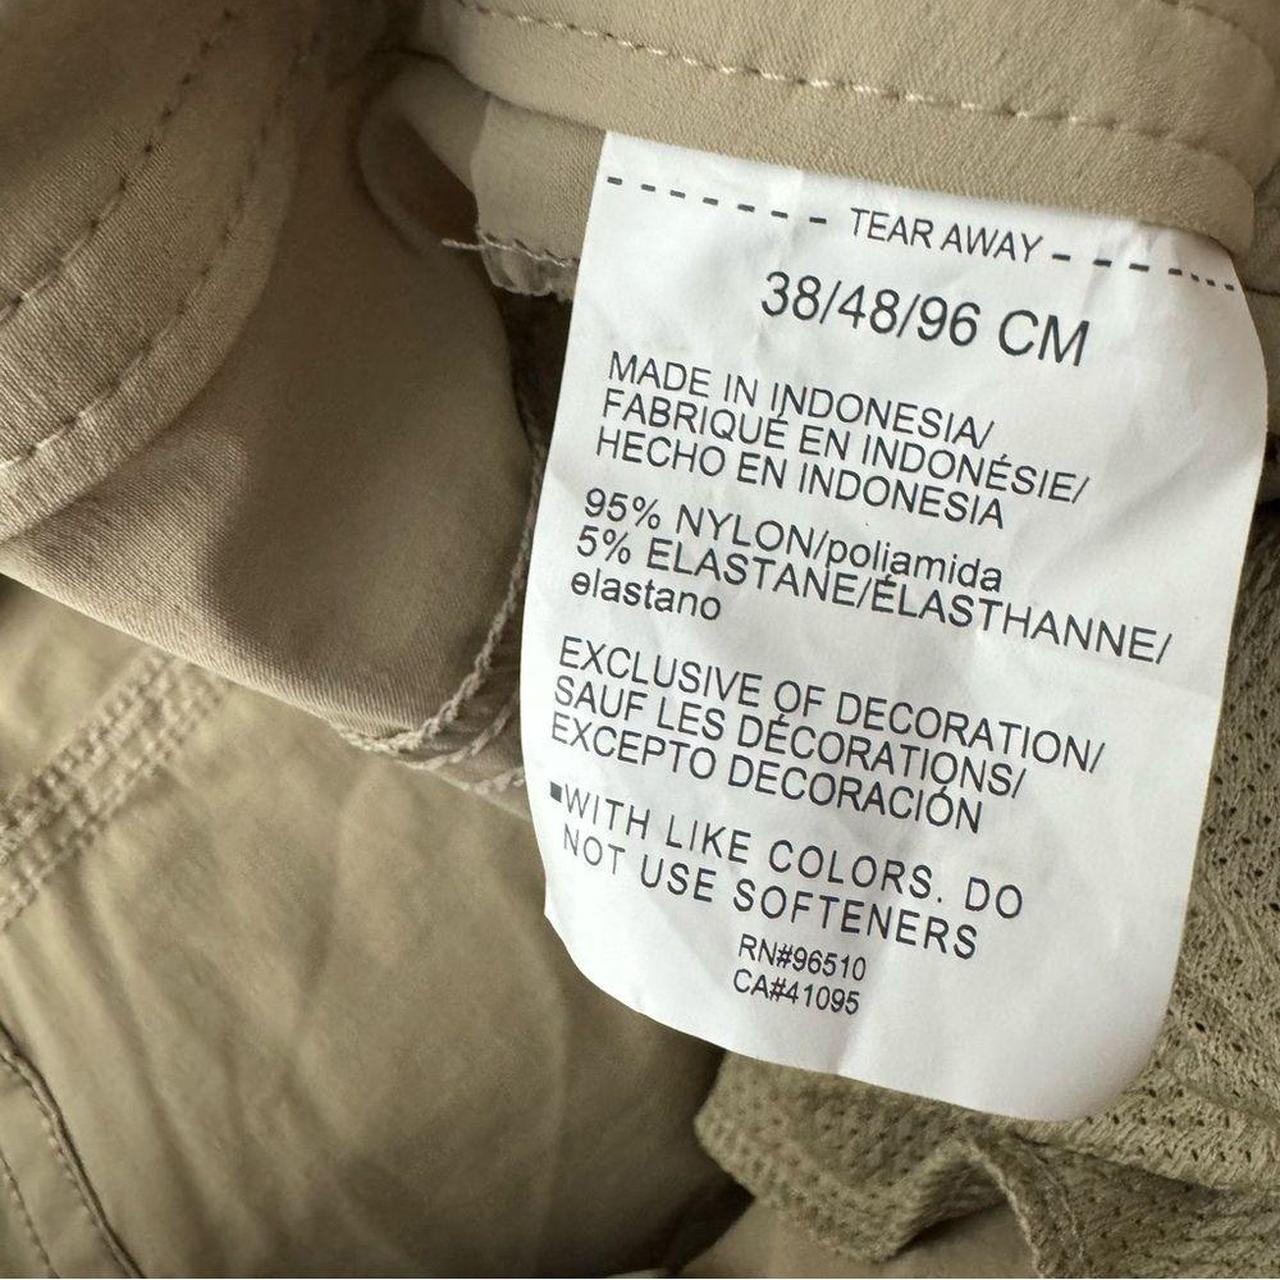 TEAR AWAY
38/48/96 CM
MADE IN INDONESIA/
FABRIQUÉ EN INDONÉSIE/
HECHO EN INDONESIA
95% NYLON/poliamida
5% ELASTANE/ÉLASTHANNE/
elastano
EXCLUSIVE OF DECORATION/
SAUF LES DÉCORATIONS/
EXCEPTO DECORACIÓN
▪WITH LIKE COLORS. DO
NOT USE SOFTENERS
RN#96510
CA#41095